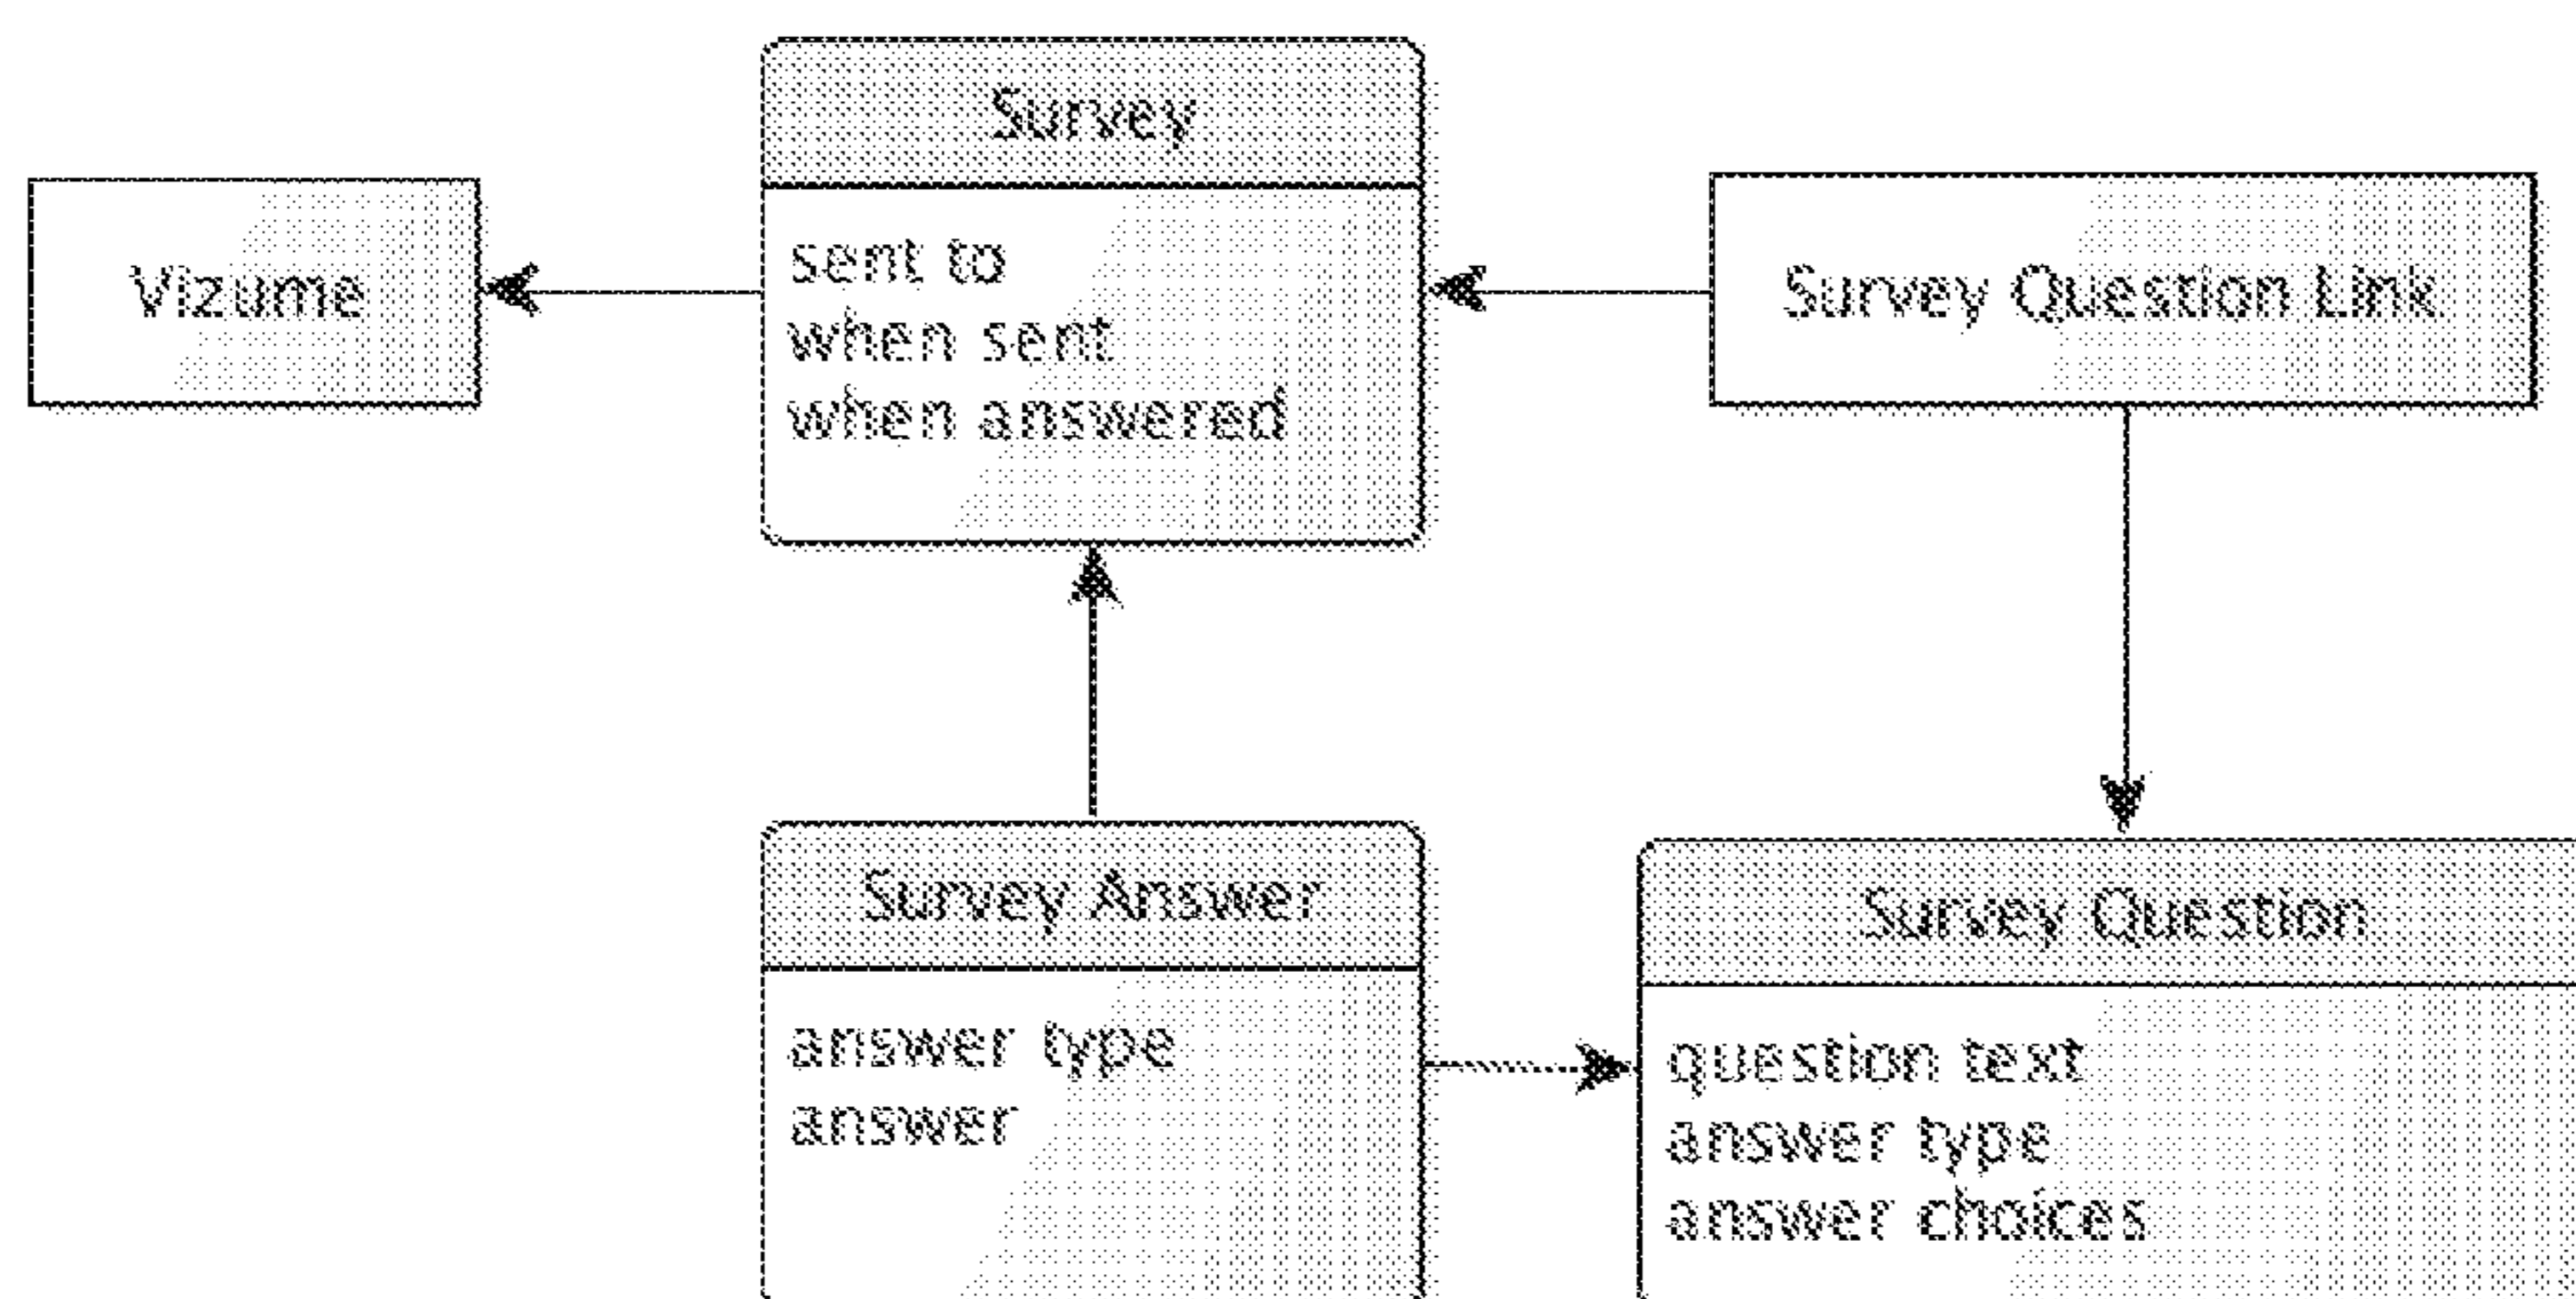 Survey
sent to
when sent
when answered
Vizume
Survey Question Link
Survey Answer
answer type
answer
Survey Question
question text
answer type
answer choices